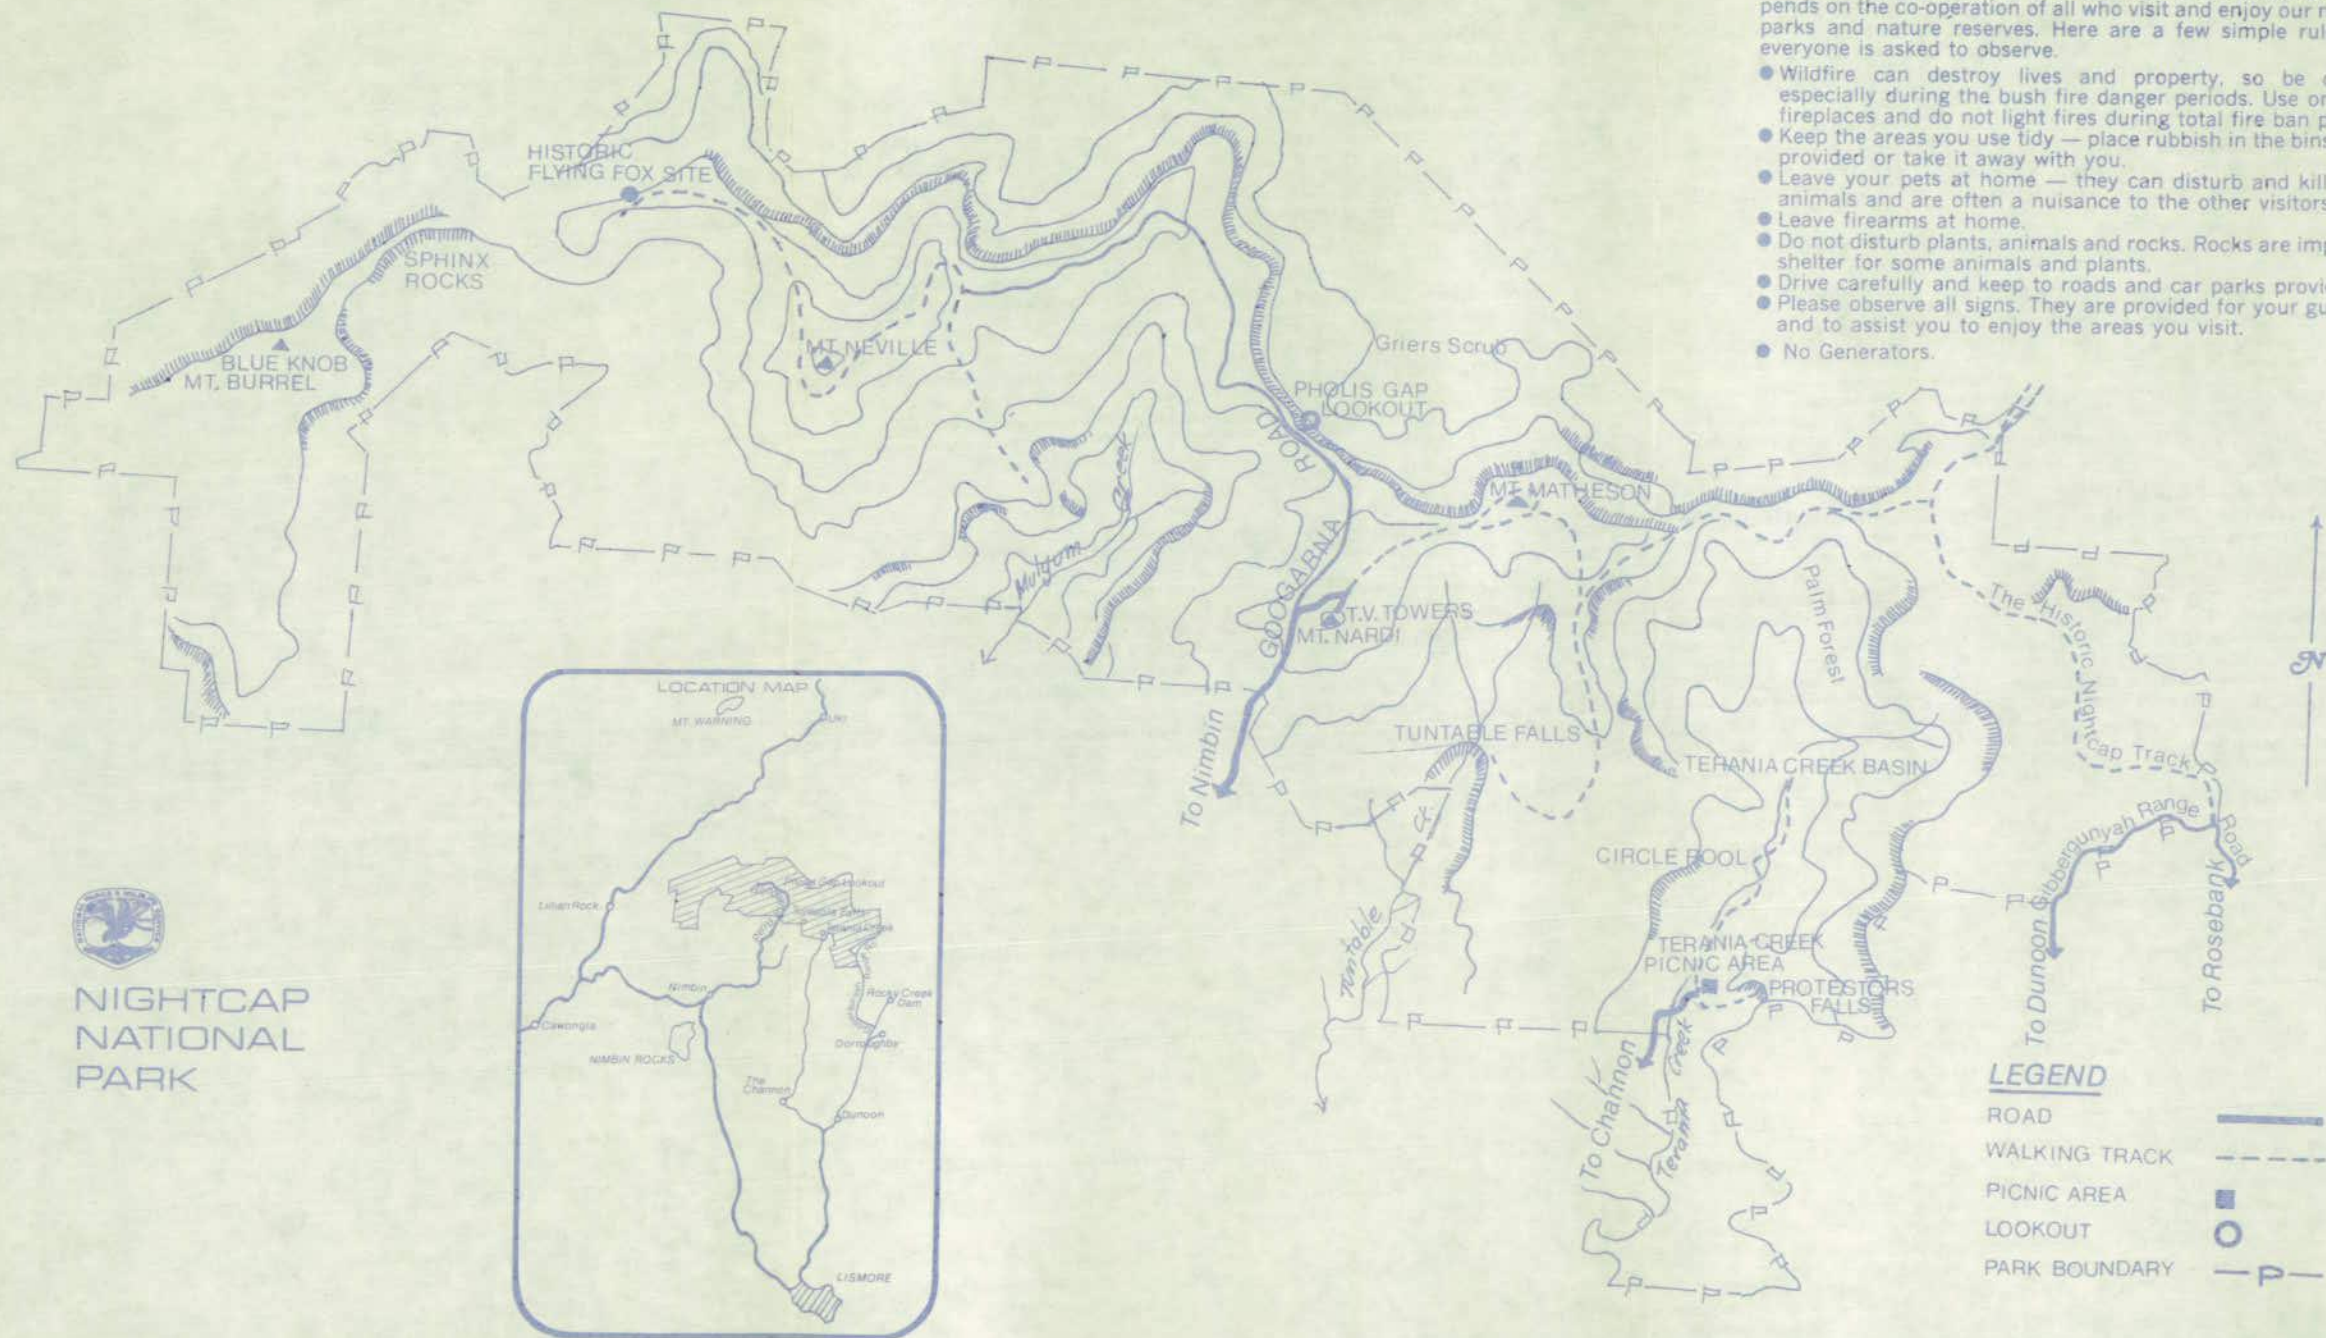 pends on the co-operation of all who visit and enjoy our
parks and nature reserves. Here are a few simple
everyone is asked to observe.
● Wildfire can destroy lives and property, so be
especially during the bush fire danger periods. Use
fireplaces and do not light fires during total fire ban
● Keep the areas you use tidy — place rubbish in the bins
provided or take it away with you.
● Leave your pets at home — they can disturb and kill
animals and are often a nuisance to the other visitors
● Leave firearms at home.
● Do not disturb plants, animals and rocks. Rocks are
shelter for some animals and plants.
● Drive carefully and keep to roads and car parks
● Please observe all signs. They are provided for your
and to assist you to enjoy the areas you visit.
● No Generators.
HISTORIC
FLYING FOX SITE
SPHINX
ROCKS
BLUE KNOB
MT. BURREL
MT. NEVILLE
Griers Scrub
PHOLIS GAP
LOOKOUT
GOOGARNA ROAD
MT. MATHESON
Mulgum Creek
T.V. TOWERS
MT. NARDI
Palm Forest
The Historic Nightcap Track
N
To Nimbin
TUNTABLE FALLS
TERANIA CREEK BASIN
CIRCLE POOL
Tuntable Ck
Gibbergunyah Range Road
TERANIA CREEK
PICNIC AREA
PROTESTORS
FALLS
To Dunoon
To Rosebank
To Channon
Terania Creek
LOCATION MAP
MT. WARNING
UKI
Pholis Gap Lookout
Lillian Rock
Terania Creek
Nimbin
Rocky Creek
Dam
Cawongla
NIMBIN ROCKS
Dorroughby
The
Channon
Dunoon
LISMORE
NIGHTCAP
NATIONAL
PARK
LEGEND
ROAD
WALKING TRACK
PICNIC AREA
LOOKOUT
PARK BOUNDARY — P —